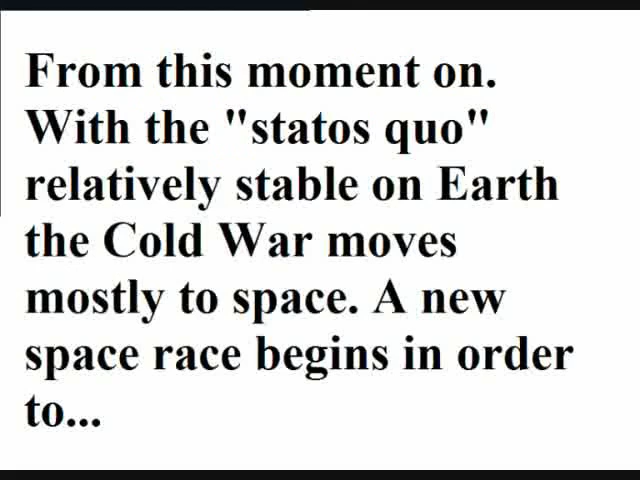 From this moment on.
With the "statos quo"
relatively stable on Earth
the Cold War moves
mostly to space. A new
space race begins in order
to...